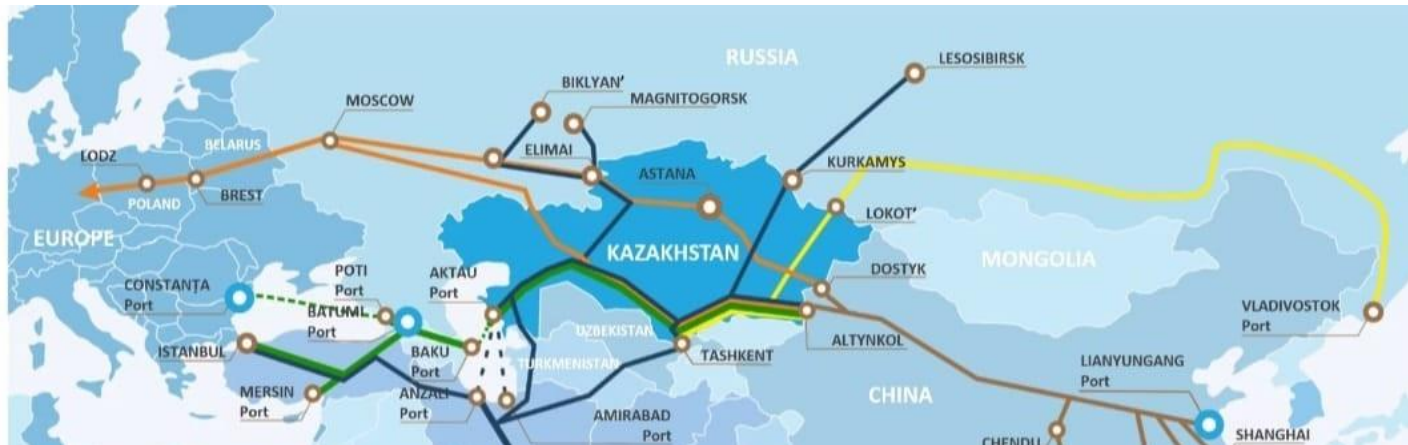 RUSSIA
LESOSIBIRSK
BIKLYAN'
MAGNITOGORSK
MOSCOW
BELARUS
ELIMAI
LODZ
KURKAMYS
ASTANA
POLAND
BREST
LOKOT'
EUROPE
KAZAKHSTAN
MONGOLIA
DOSTYK
POTI
Port
AKTAU
Port
CONSTANȚA
Port
BATUMI
Port
VLADIVOSTOK
Port
UZBEKISTAN
ISTANBUL
BAKU
Port
TURKMENISTAN
TASHKENT
ALTYNKOL
LIANYUNGANG
Port
MERSIN
Port
ANZALI
Port
CHINA
AMIRABAD
Port
CHENDU
SHANGHAI